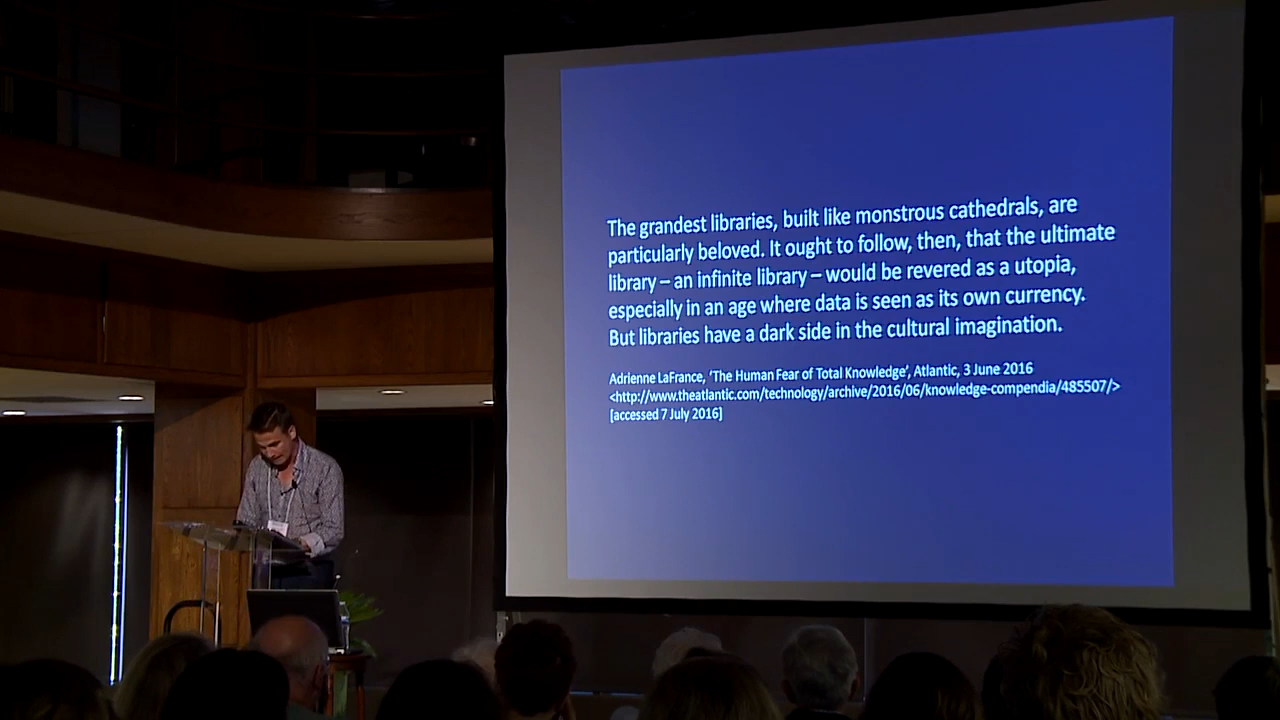 The grandest libraries, built like monstrous cathedrals, are
particularly beloved. It ought to follow, then, that the ultimate
library – an infinite library – would be revered as a utopia,
especially in an age where data is seen as its own currency.
But libraries have a dark side in the cultural imagination.
Adrienne LaFrance, ‘The Human Fear of Total Knowledge’, Atlantic, 3 June 2016
<http://www.theatlantic.com/technology/archive/2016/06/knowledge-compendia/485507/>
[accessed 7 July 2016]